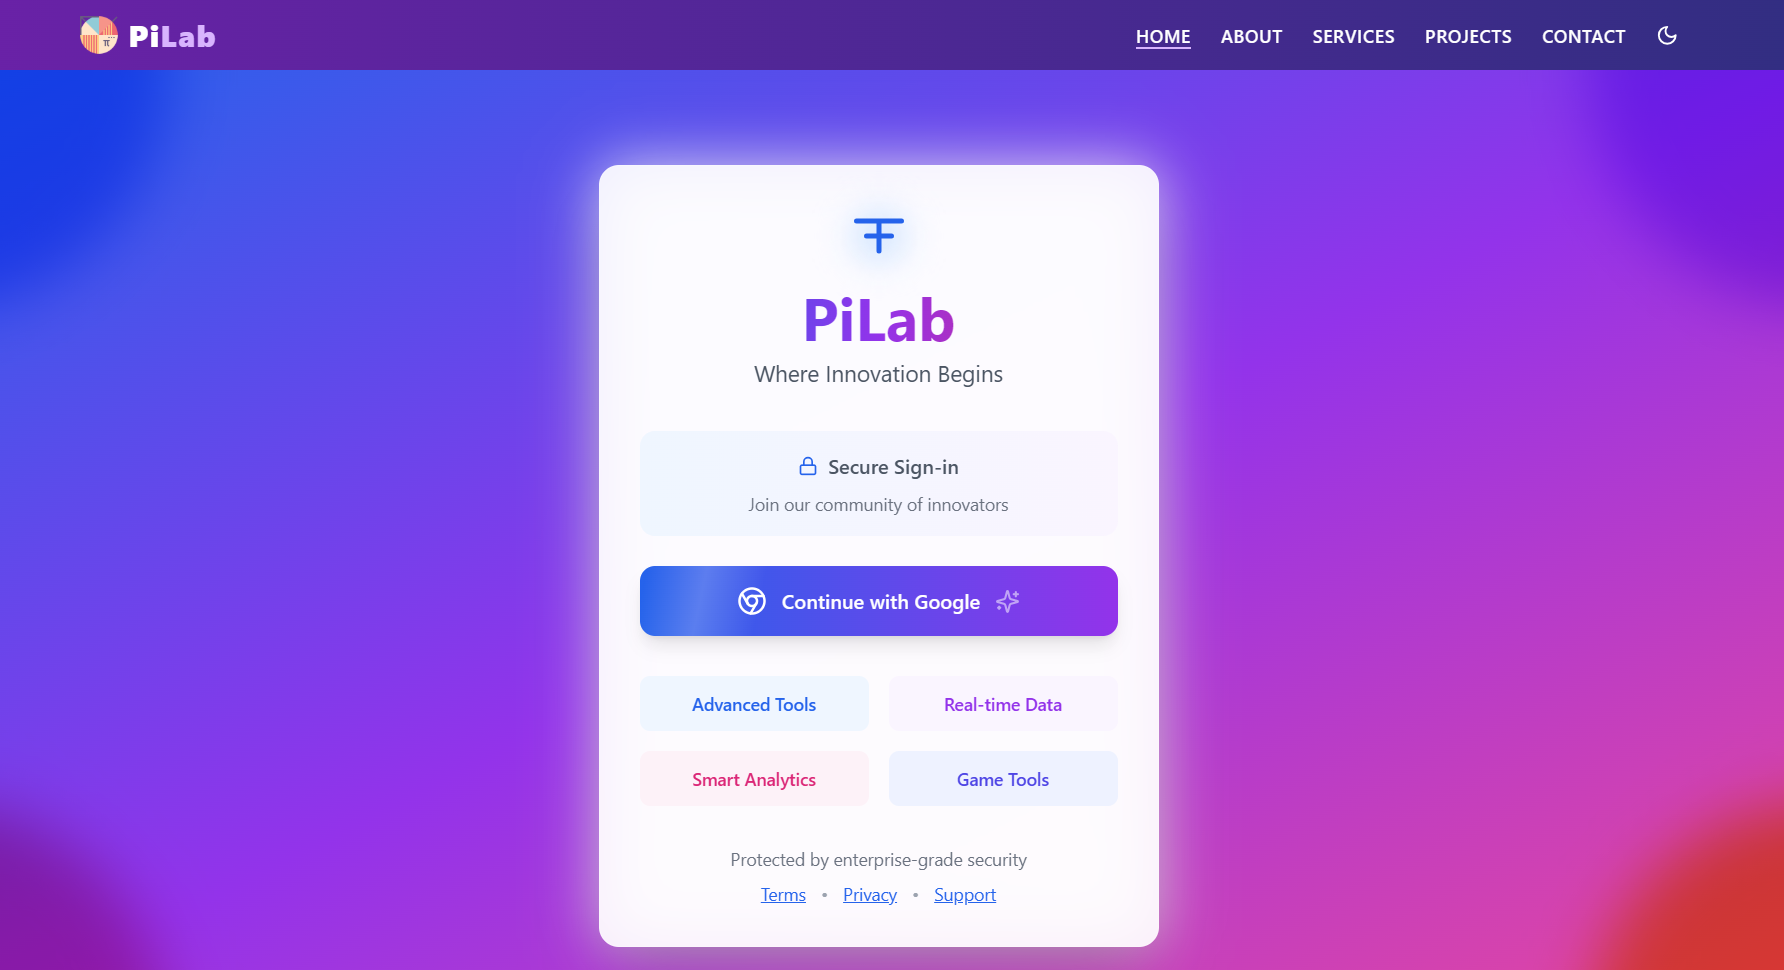 PiLab
HOME ABOUT SERVICES PROJECTS CONTACT
PiLab
Where Innovation Begins
Secure Sign-in
Join our community of innovators
Continue with Google
Advanced Tools
Real-time Data
Smart Analytics
Game Tools
Protected by enterprise-grade security
Terms • Privacy • Support